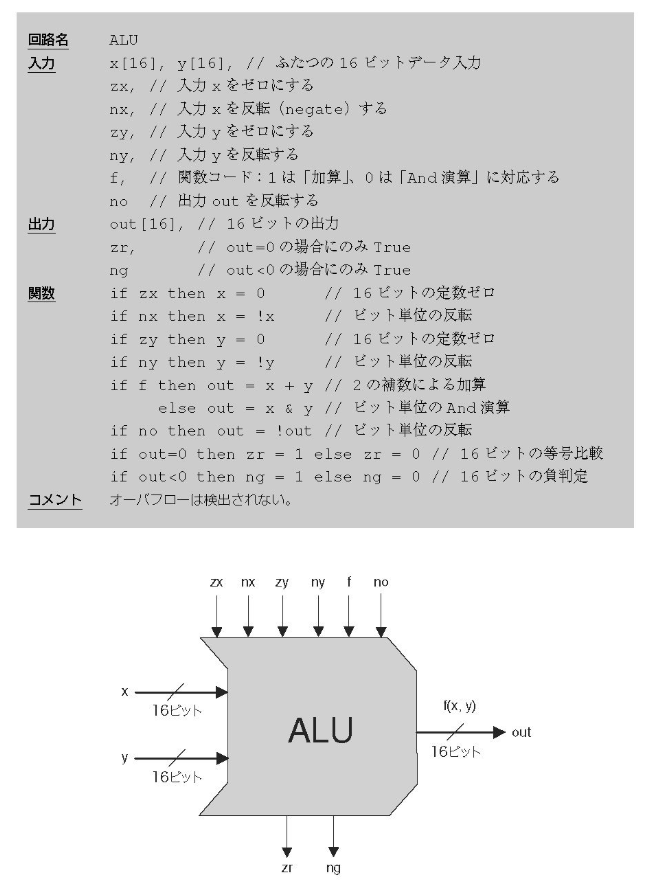 回路名 ALU
入力 x[16], y[16], // ふたつの 16 ビットデータ入力
zx, // 入力 x をゼロにする
nx, // 入力 x を反転（negate）する
zy, // 入力 y をゼロにする
ny, // 入力 y を反転する
f, // 関数コード：1 は「加算」、0 は「And 演算」に対応する
no // 出力 out を反転する
出力 out[16], // 16 ビットの出力
zr, // out=0 の場合にのみ True
ng // out<0 の場合にのみ True
関数 if zx then x = 0 // 16 ビットの定数ゼロ
if nx then x = !x // ビット単位の反転
if zy then y = 0 // 16 ビットの定数ゼロ
if ny then y = !y // ビット単位の反転
if f then out = x + y // 2 の補数による加算
else out = x & y // ビット単位の And 演算
if no then out = !out // ビット単位の反転
if out=0 then zr = 1 else zr = 0 // 16 ビットの等号比較
if out<0 then ng = 1 else ng = 0 // 16 ビットの負判定
コメント オーバフローは検出されない。
zx nx zy ny f no
x
16ビット
y
16ビット
ALU
f(x, y)
out
16ビット
zr ng